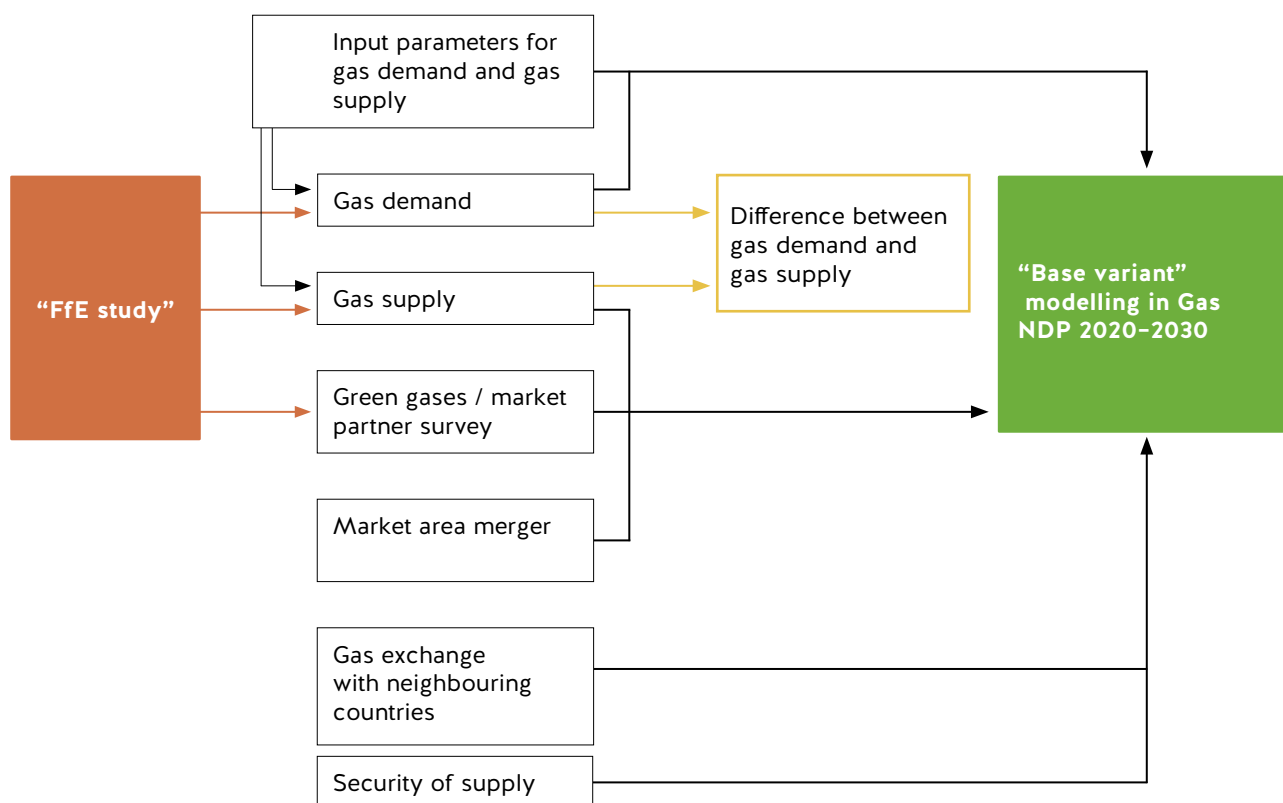 Input parameters for
gas demand and gas
supply
Gas demand
Difference between
gas demand and
gas supply
“FfE study”
Gas supply
“Base variant”
modelling in Gas
NDP 2020–2030
Green gases / market
partner survey
Market area merger
Gas exchange
with neighbouring
countries
Security of supply